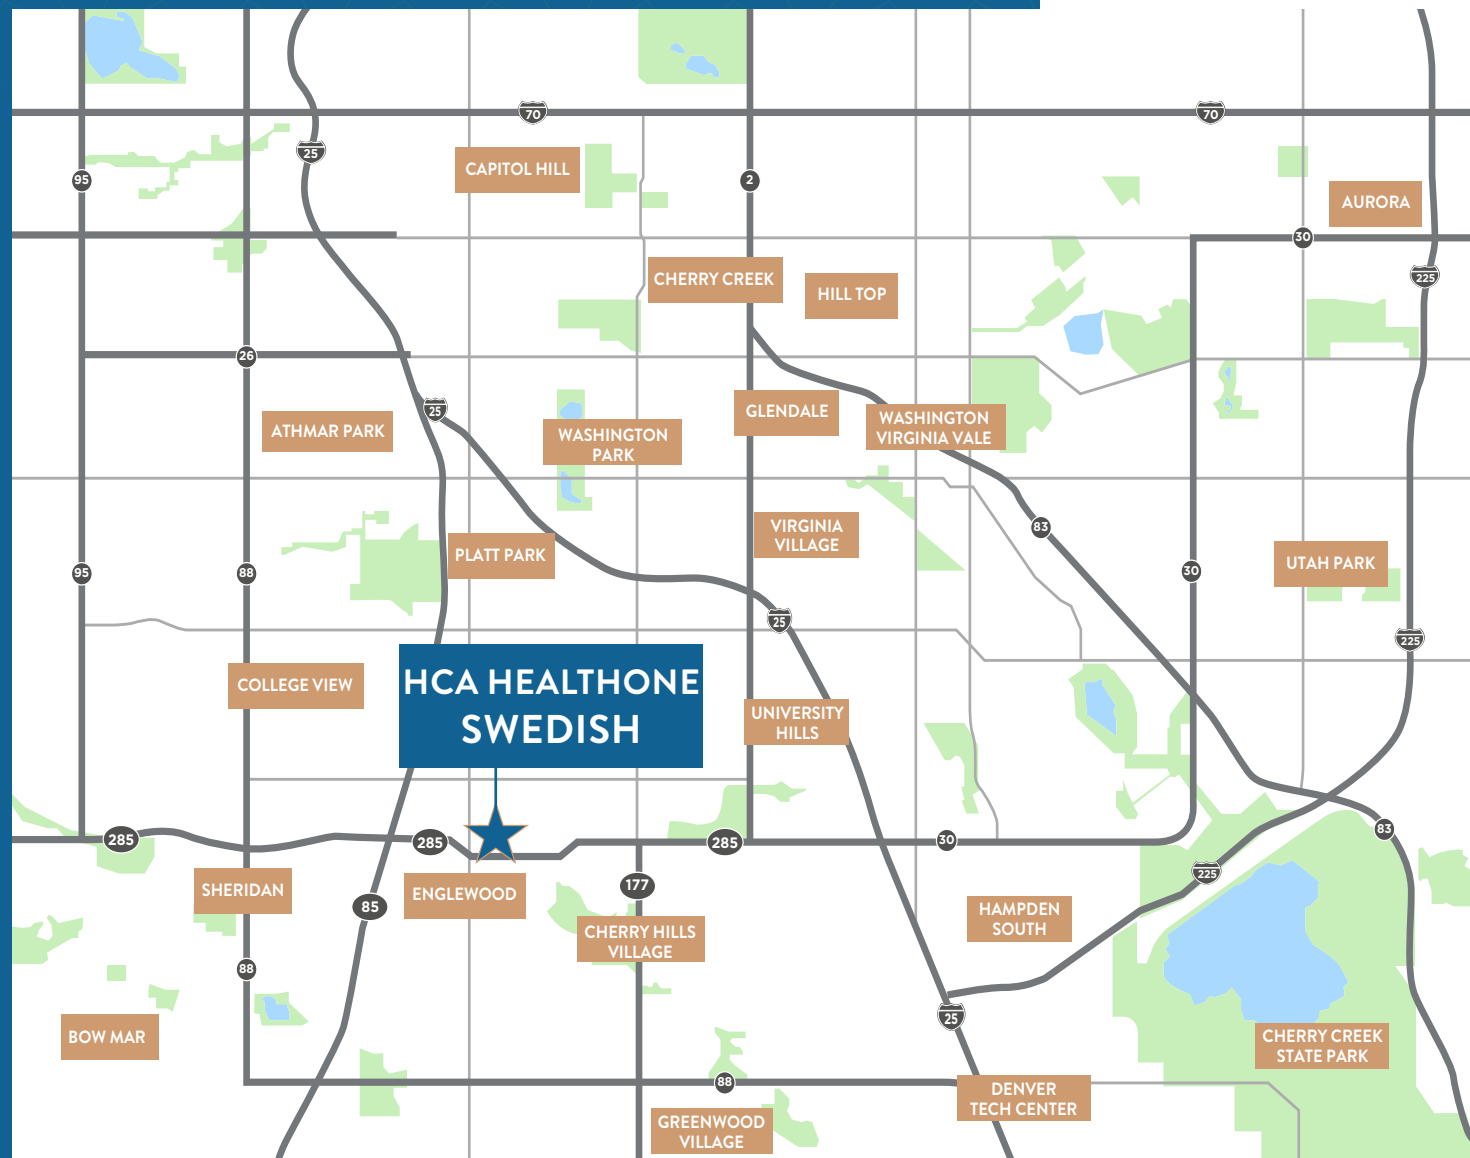 70
70
25
CAPITOL HILL
95
2
AURORA
30
CHERRY CREEK
225
HILL TOP
26
25
GLENDALE
WASHINGTON
VIRGINIA VALE
ATHMAR PARK
WASHINGTON
PARK
83
VIRGINIA
VILLAGE
PLATT PARK
UTAH PARK
95
88
30
25
225
HCA HEALTHONE
SWEDISH
COLLEGE VIEW
UNIVERSITY
HILLS
285
285
285
30
83
225
SHERIDAN
ENGLEWOOD
177
85
HAMPDEN
SOUTH
CHERRY HILLS
VILLAGE
88
25
BOW MAR
CHERRY CREEK
STATE PARK
88
DENVER
TECH CENTER
GREENWOOD
VILLAGE